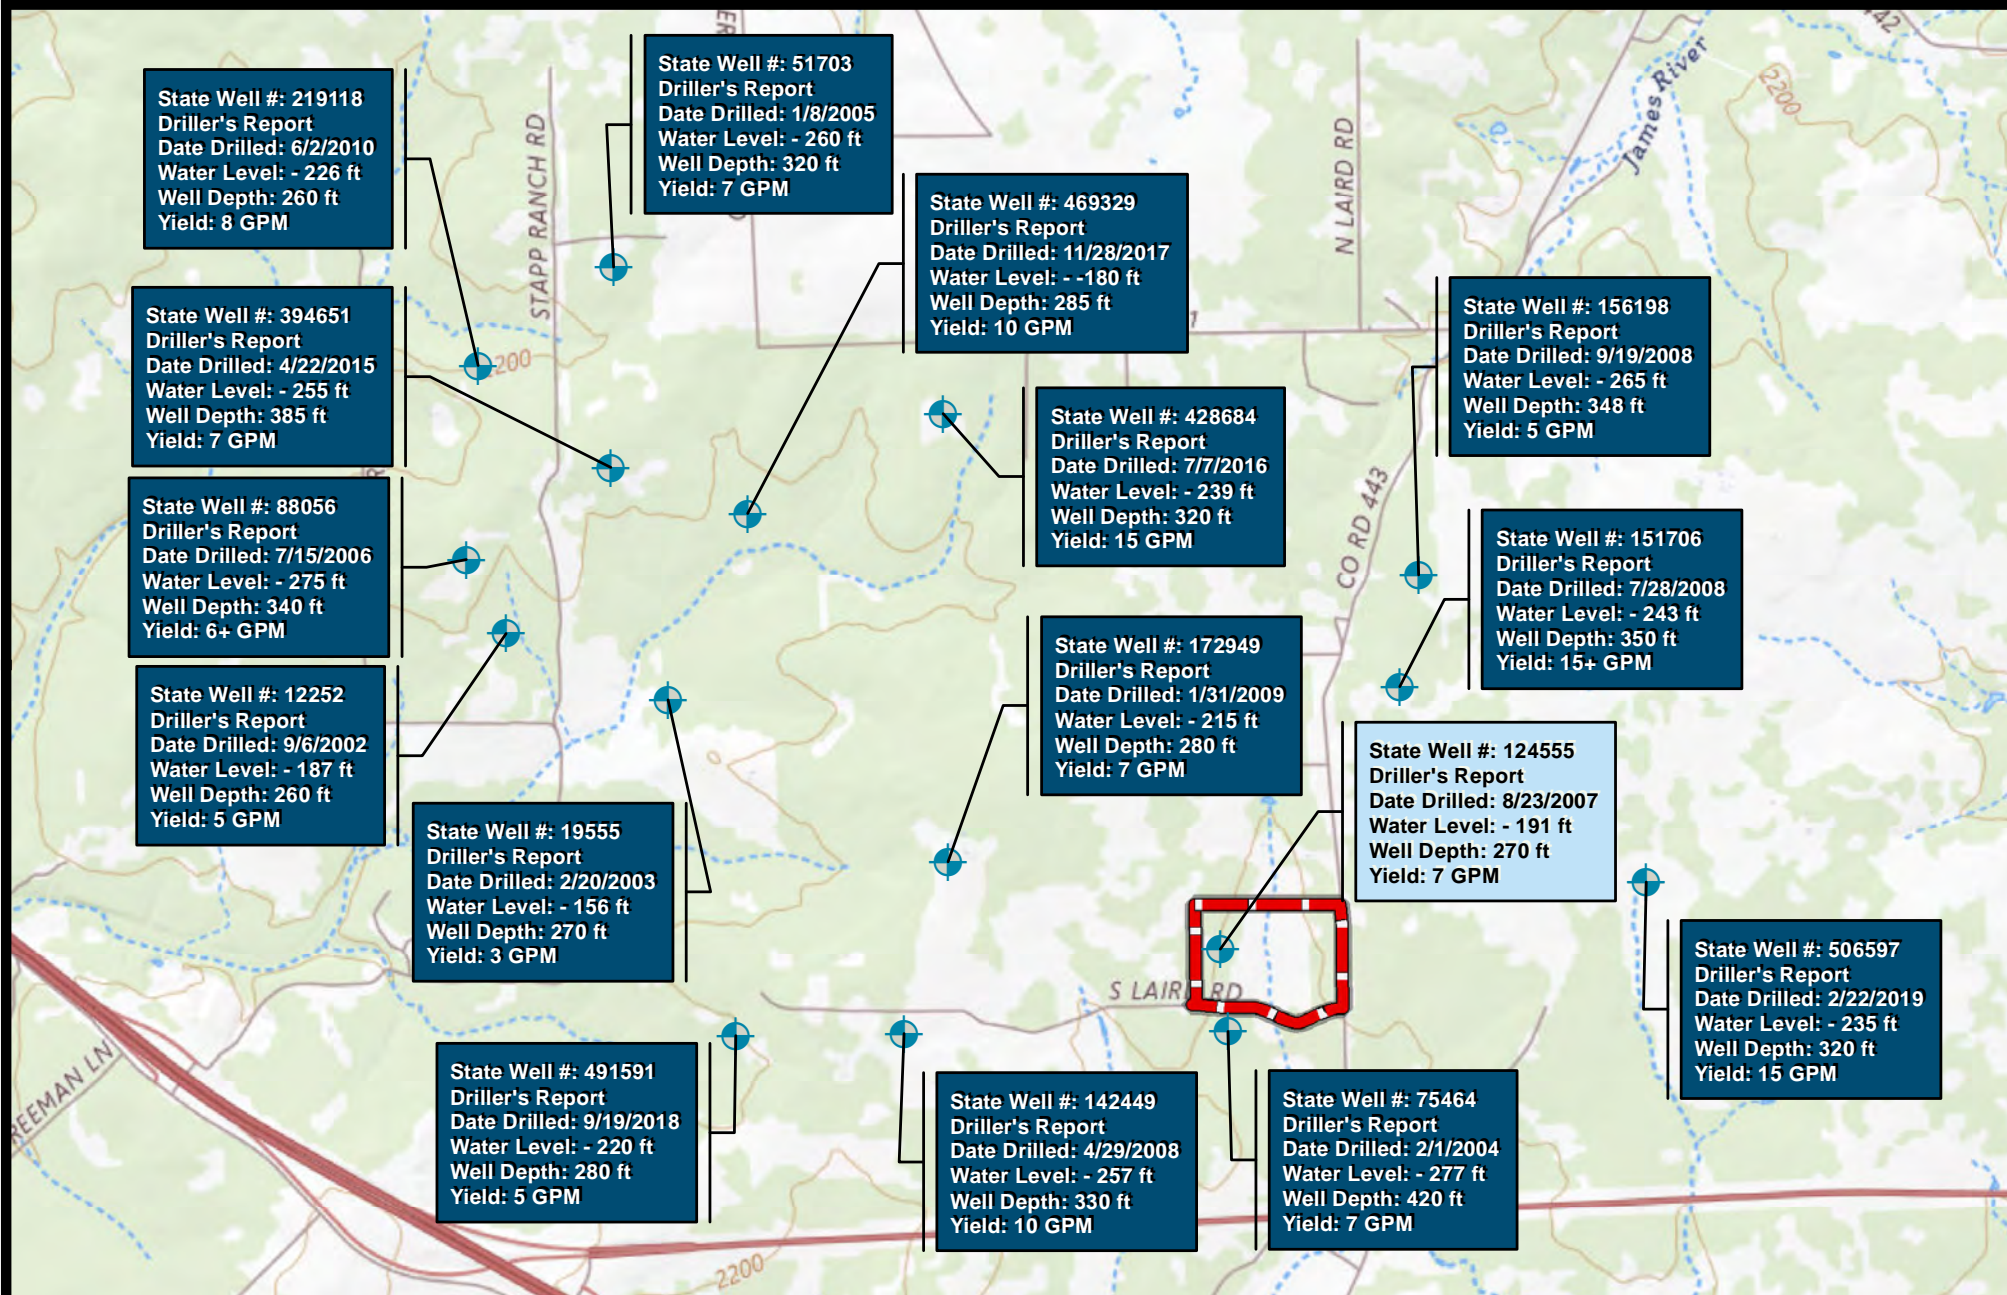 State Well #: 219118
Driller's Report
Date Drilled: 6/2/2010
Water Level: - 226 ft
Well Depth: 260 ft
Yield: 8 GPM
State Well #: 51703
Driller's Report
Date Drilled: 1/8/2005
Water Level: - 260 ft
Well Depth: 320 ft
Yield: 7 GPM
State Well #: 469329
Driller's Report
Date Drilled: 11/28/2017
Water Level: - -180 ft
Well Depth: 285 ft
Yield: 10 GPM
State Well #: 394651
Driller's Report
Date Drilled: 4/22/2015
Water Level: - 255 ft
Well Depth: 385 ft
Yield: 7 GPM
State Well #: 156198
Driller's Report
Date Drilled: 9/19/2008
Water Level: - 265 ft
Well Depth: 348 ft
Yield: 5 GPM
State Well #: 428684
Driller's Report
Date Drilled: 7/7/2016
Water Level: - 239 ft
Well Depth: 320 ft
Yield: 15 GPM
State Well #: 88056
Driller's Report
Date Drilled: 7/15/2006
Water Level: - 275 ft
Well Depth: 340 ft
Yield: 6+ GPM
State Well #: 151706
Driller's Report
Date Drilled: 7/28/2008
Water Level: - 243 ft
Well Depth: 350 ft
Yield: 15+ GPM
State Well #: 172949
Driller's Report
Date Drilled: 1/31/2009
Water Level: - 215 ft
Well Depth: 280 ft
Yield: 7 GPM
State Well #: 12252
Driller's Report
Date Drilled: 9/6/2002
Water Level: - 187 ft
Well Depth: 260 ft
Yield: 5 GPM
State Well #: 124555
Driller's Report
Date Drilled: 8/23/2007
Water Level: - 191 ft
Well Depth: 270 ft
Yield: 7 GPM
State Well #: 19555
Driller's Report
Date Drilled: 2/20/2003
Water Level: - 156 ft
Well Depth: 270 ft
Yield: 3 GPM
State Well #: 506597
Driller's Report
Date Drilled: 2/22/2019
Water Level: - 235 ft
Well Depth: 320 ft
Yield: 15 GPM
State Well #: 491591
Driller's Report
Date Drilled: 9/19/2018
Water Level: - 220 ft
Well Depth: 280 ft
Yield: 5 GPM
State Well #: 142449
Driller's Report
Date Drilled: 4/29/2008
Water Level: - 257 ft
Well Depth: 330 ft
Yield: 10 GPM
State Well #: 75464
Driller's Report
Date Drilled: 2/1/2004
Water Level: - 277 ft
Well Depth: 420 ft
Yield: 7 GPM
STAPP RANCH RD
N LAIRD RD
James River
442
2200
2200
CO RD 443
S LAIRD RD
REEMAN LN
2200